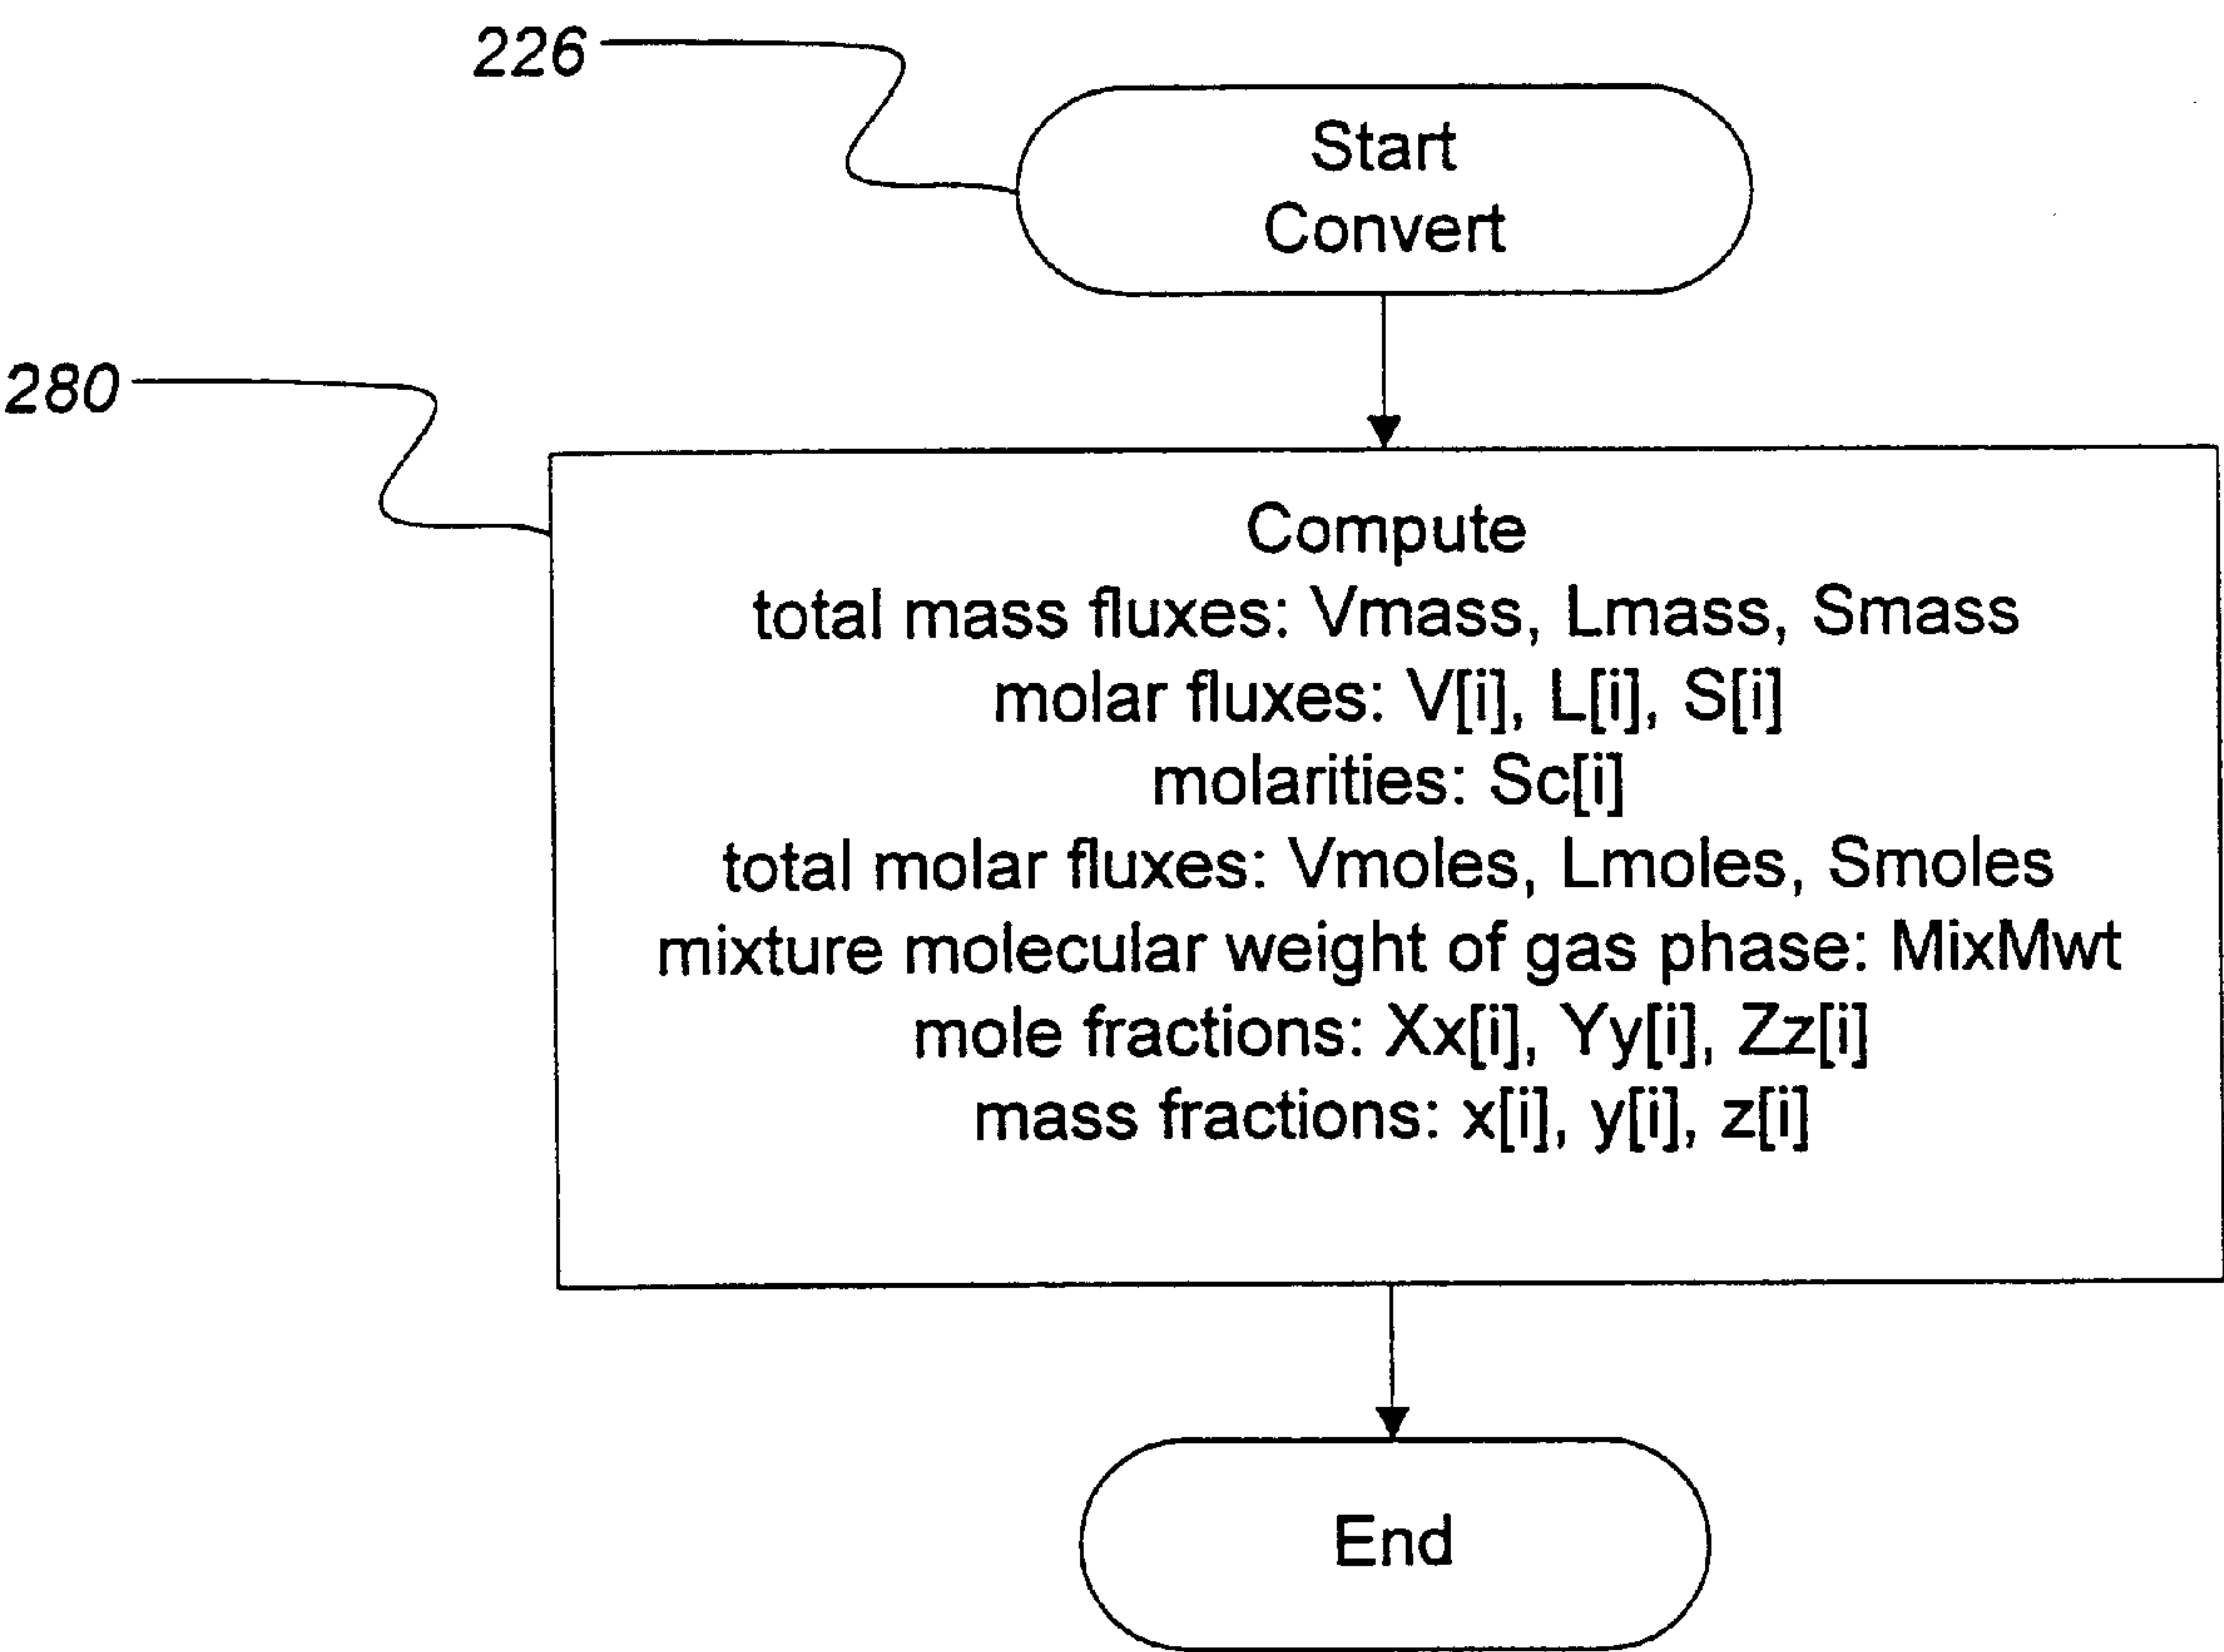 226
Start
Convert
280
Compute
total mass fluxes: Vmass, Lmass, Smass
molar fluxes: V[i], L[i], S[i]
molarities: Sc[i]
total molar fluxes: Vmoles, Lmoles, Smoles
mixture molecular weight of gas phase: MixMwt
mole fractions: Xx[i], Yy[i], Zz[i]
mass fractions: x[i], y[i], z[i]
End